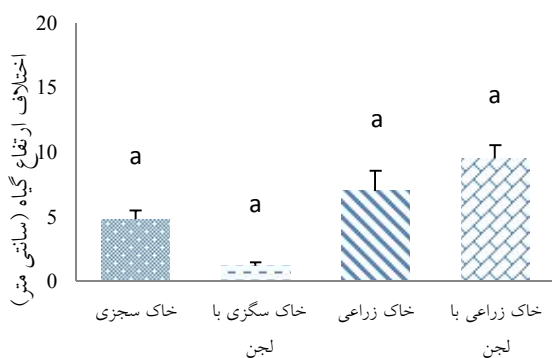 20
15
10
5
0
اختلاف ارتفاع گیاه (سانتی متر)
a
a
a
a
خاک سجزی
خاک سگزی با
لجن
خاک زراعی
خاک زراعی با
لجن